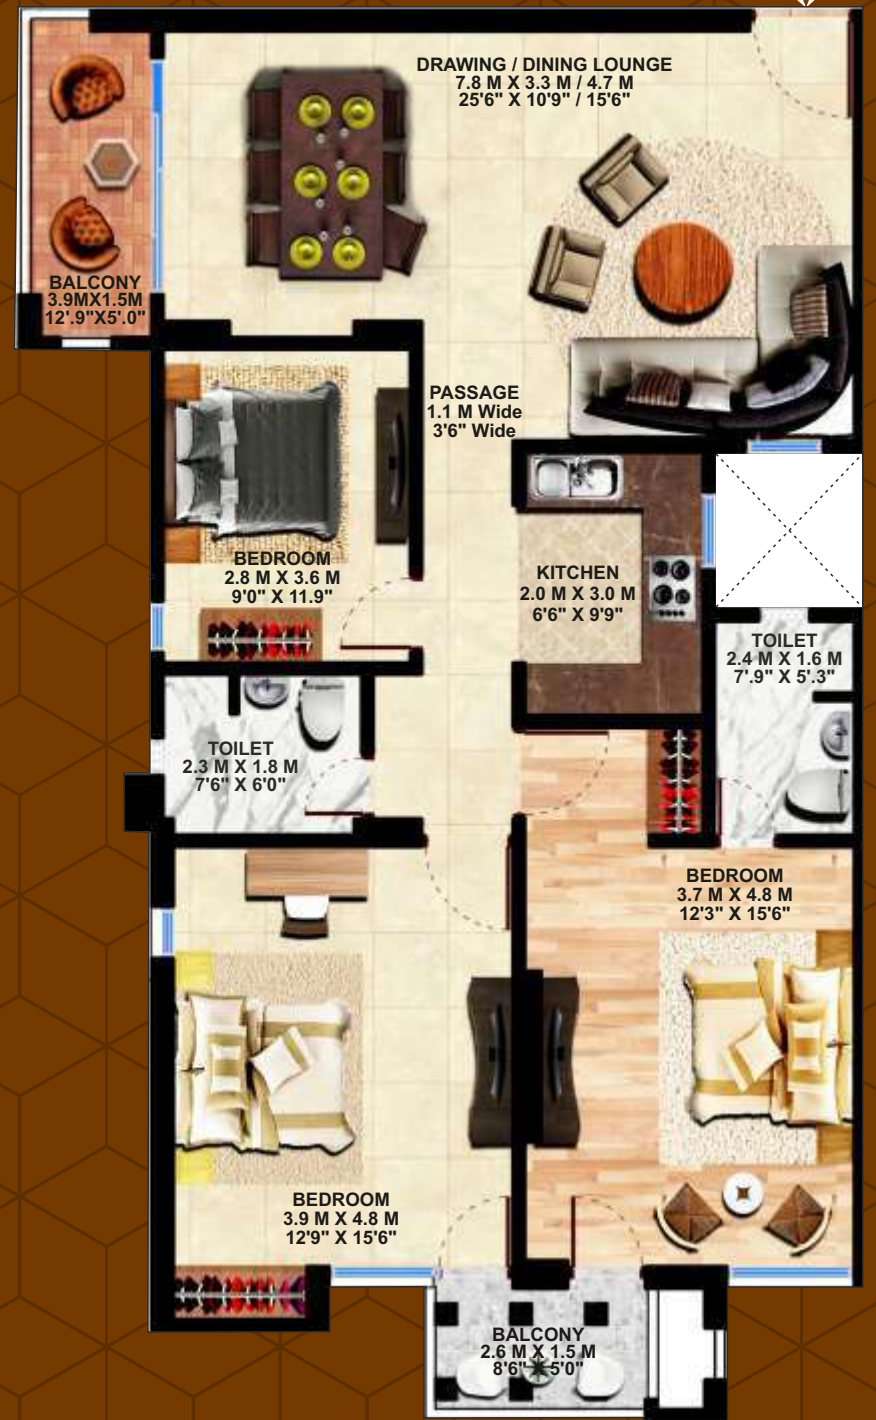 DRAWING / DINING LOUNGE
7.8 M X 3.3 M / 4.7 M
25'6" X 10'9" / 15'6"
BALCONY
3.9MX1.5M
12'.9"X5'.0"
PASSAGE
1.1 M Wide
3'6" Wide
BEDROOM
2.8 M X 3.6 M
9'0" X 11.9"
KITCHEN
2.0 M X 3.0 M
6'6" X 9'9"
TOILET
2.4 M X 1.6 M
7'.9" X 5'.3"
TOILET
2.3 M X 1.8 M
7'6" X 6'0"
BEDROOM
3.7 M X 4.8 M
12'3" X 15'6"
BEDROOM
3.9 M X 4.8 M
12'9" X 15'6"
BALCONY
2.6 M X 1.5 M
8'6" X 5'0"